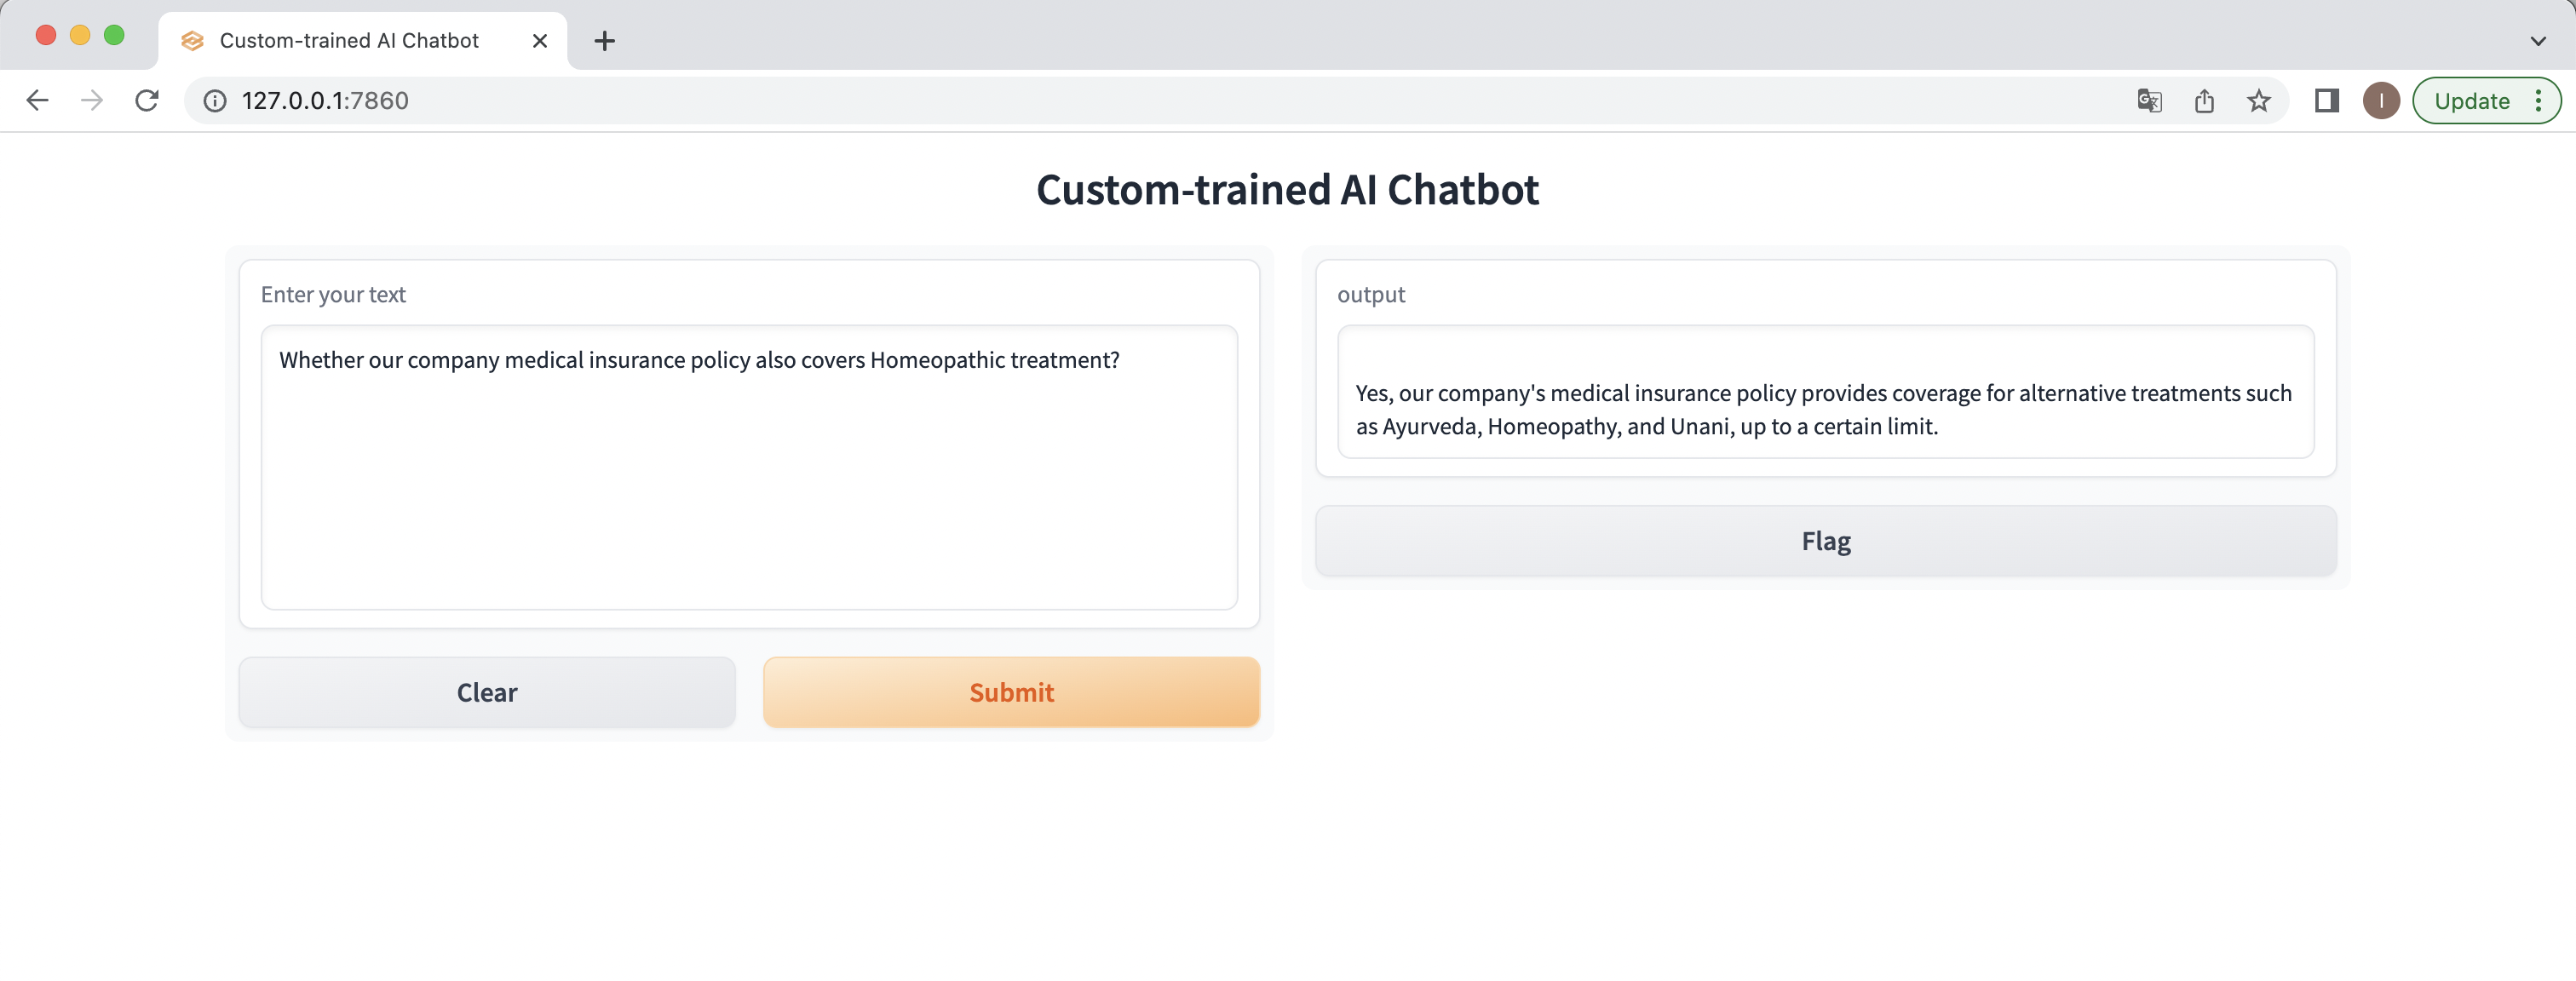 Custom-trained AI Chatbot
127.0.0.1:7860
I
Update
Custom-trained AI Chatbot
Enter your text
Whether our company medical insurance policy also covers Homeopathic treatment?
Clear
Submit
output
Yes, our company's medical insurance policy provides coverage for alternative treatments such
as Ayurveda, Homeopathy, and Unani, up to a certain limit.
Flag